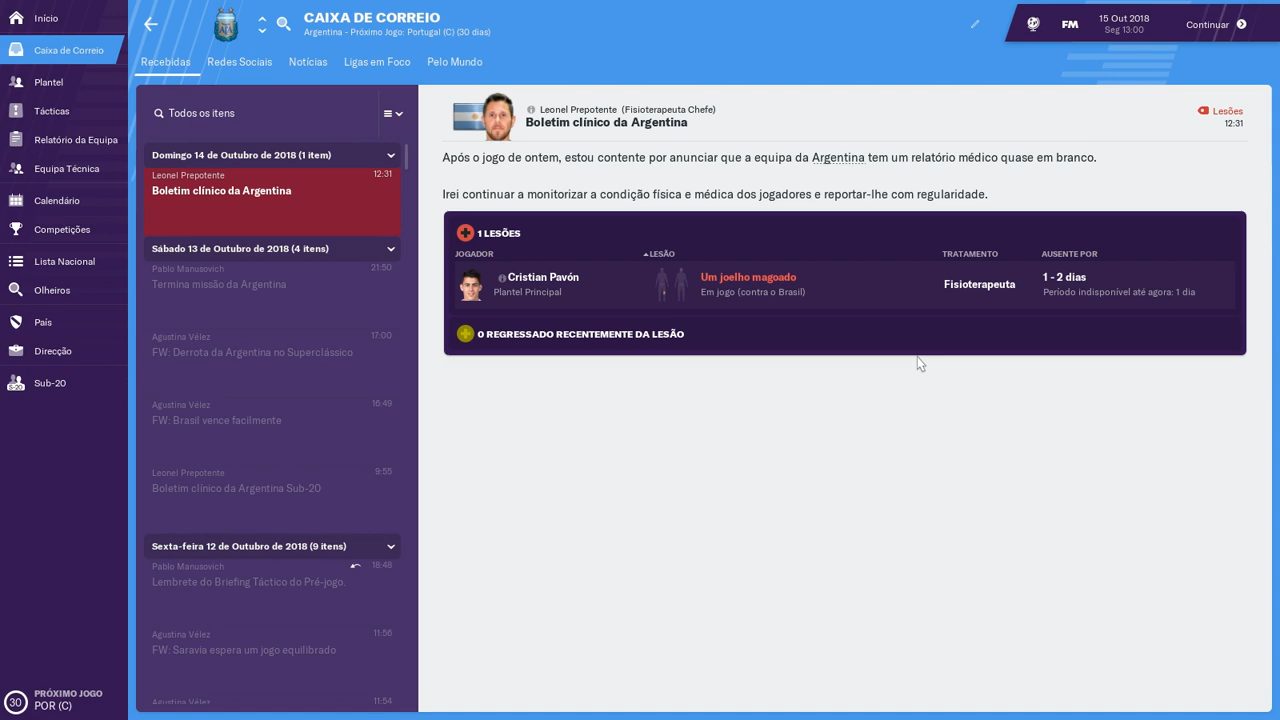 Início
Caixa de Correio
Plantel
Tácticas
Relatório da Equipa
Equipa Técnica
Calendário
Competições
Lista Nacional
Olheiros
País
Direcção
S-20
Sub-20
30
PRÓXIMO JOGO
POR (C)
CAIXA DE CORREIO
Argentina - Próximo Jogo: Portugal (C) (30 dias)
FM
15 Out 2018
Seg 13:00
Continuar
Recebidas
Redes Sociais
Notícias
Ligas em Foco
Pelo Mundo
Todos os itens
Domingo 14 de Outubro de 2018 (1 item)
Leonel Prepotente 12:31
Boletim clínico da Argentina
Sábado 13 de Outubro de 2018 (4 itens)
Pablo Manusovich 21:50
Termina missão da Argentina
Agustina Vélez 17:00
FW: Derrota da Argentina no Superclássico
Agustina Vélez 16:49
FW: Brasil vence facilmente
Leonel Prepotente 9:55
Boletim clínico da Argentina Sub-20
Sexta-feira 12 de Outubro de 2018 (9 itens)
Pablo Manusovich 18:48
Lembrete do Briefing Táctico do Pré-jogo.
Agustina Vélez 11:56
FW: Saravia espera um jogo equilibrado
Agustina Vélez 11:54
Leonel Prepotente (Fisioterapeuta Chefe)
Boletim clínico da Argentina
Lesões
12:31
Após o jogo de ontem, estou contente por anunciar que a equipa da Argentina tem um relatório médico quase em branco.
Irei continuar a monitorizar a condição física e médica dos jogadores e reportar-lhe com regularidade.
1 LESÕES
JOGADOR LESÃO TRATAMENTO AUSENTE POR
Cristian Pavón
Plantel Principal
Um joelho magoado
Em jogo (contra o Brasil)
Fisioterapeuta
1 - 2 dias
Período indisponível até agora: 1 dia
0 REGRESSADO RECENTEMENTE DA LESÃO